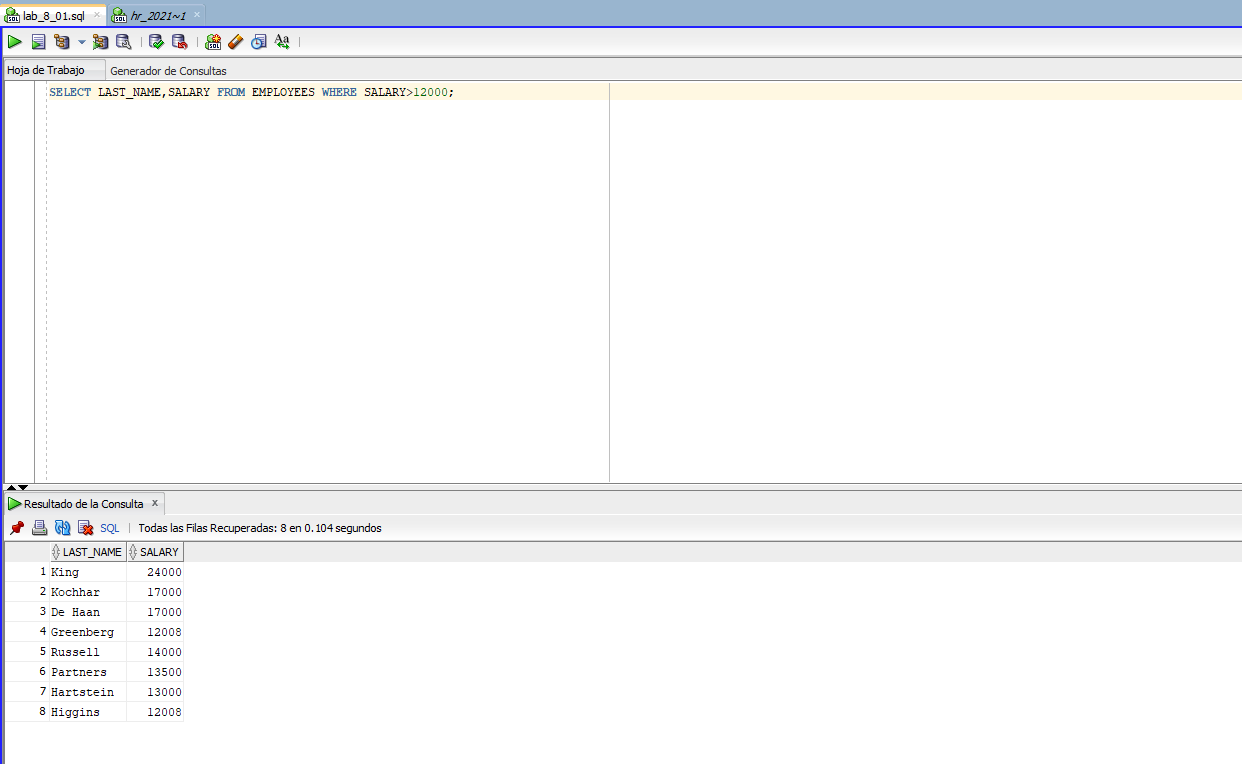 lab_8_01.sql × hr_2021~1 ×
Hoja de Trabajo Generador de Consultas
SELECT LAST_NAME,SALARY FROM EMPLOYEES WHERE SALARY>12000;
Resultado de la Consulta x
SQL | Todas las Filas Recuperadas: 8 en 0.104 segundos
LAST_NAME SALARY
1 King 24000
2 Kochhar 17000
3 De Haan 17000
4 Greenberg 12008
5 Russell 14000
6 Partners 13500
7 Hartstein 13000
8 Higgins 12008